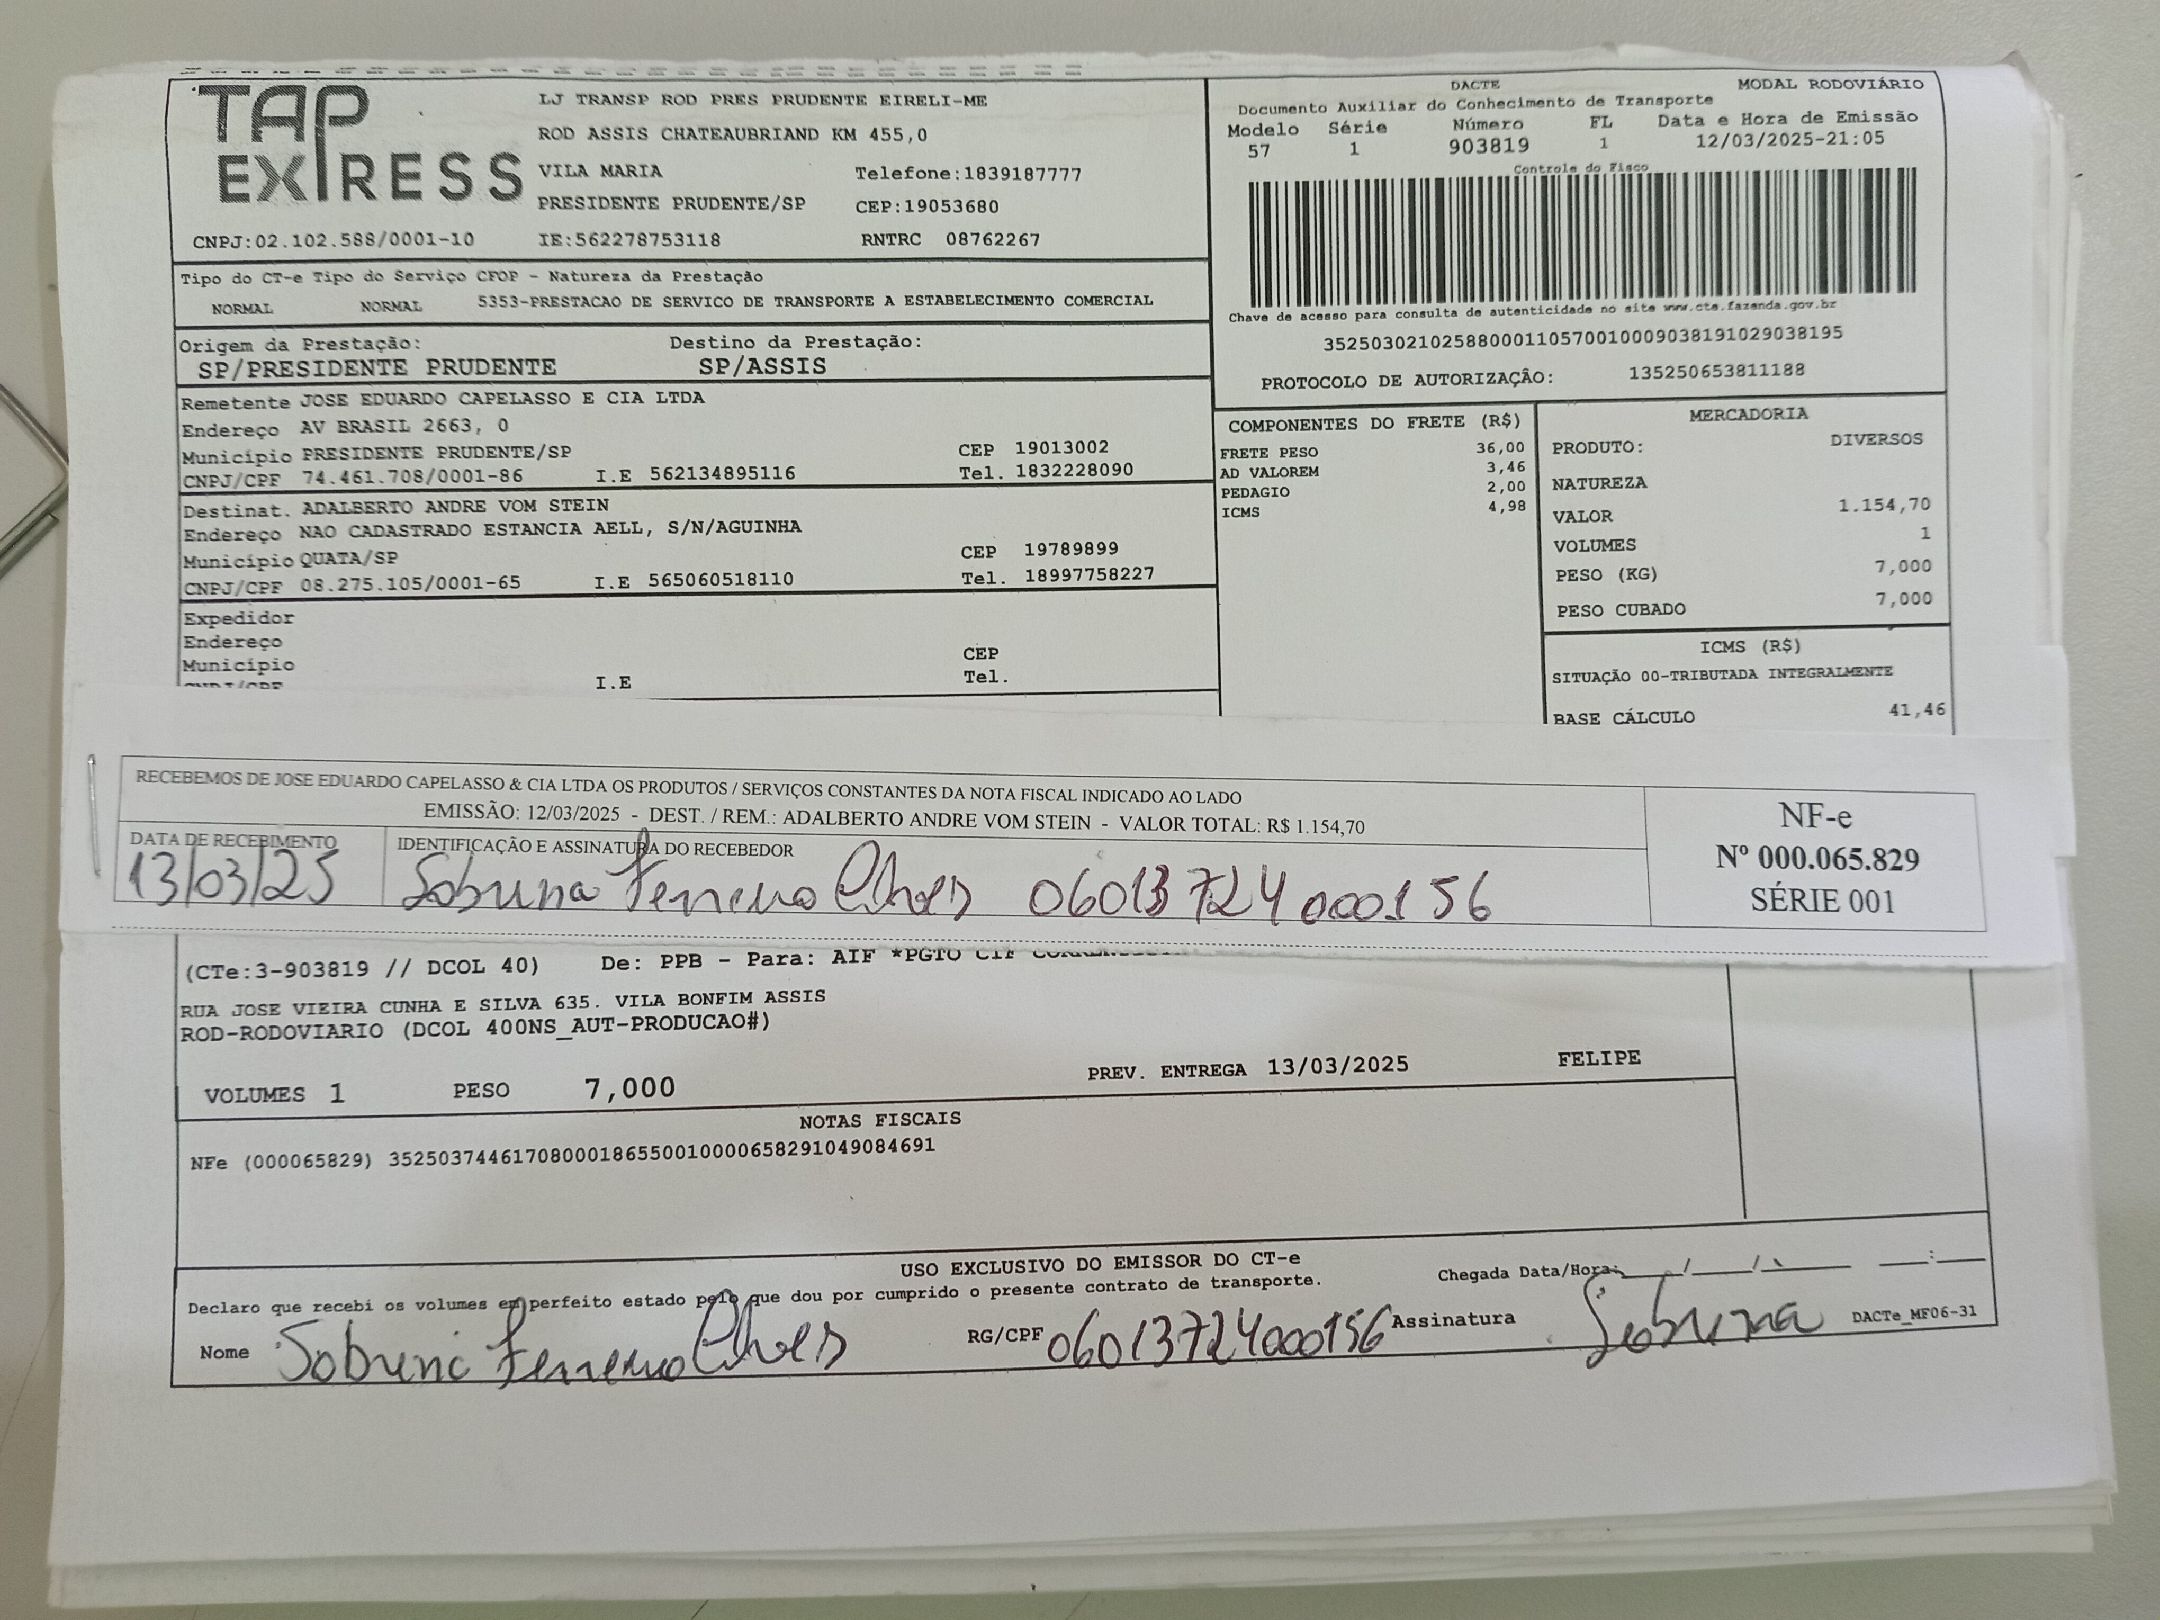 TAP EXPRESS
LJ TRANSP ROD PRES PRUDENTE EIRELI-ME
ROD ASSIS CHATEAUBRIAND KM 455,0
VILA MARIA Telefone:1839187777
PRESIDENTE PRUDENTE/SP CEP:19053680
CNPJ:02.102.588/0001-10 IE:562278753118 RNTRC 08762267
DACTE MODAL RODOVIÁRIO
Documento Auxiliar do Conhecimento de Transporte
Modelo Série Número FL Data e Hora de Emissão
57 1 903819 1 12/03/2025-21:05
Controle do Fisco
Chave de acesso para consulta de autenticidade no site www.cte.fazenda.gov.br
35250302102588000110570010009038191029038195
PROTOCOLO DE AUTORIZAÇÂO: 135250653811188
Tipo do CT-e Tipo do Serviço CFOP - Natureza da Prestação
NORMAL NORMAL 5353-PRESTACAO DE SERVICO DE TRANSPORTE A ESTABELECIMENTO COMERCIAL
Origem da Prestação: Destino da Prestação:
SP/PRESIDENTE PRUDENTE SP/ASSIS
Remetente JOSE EDUARDO CAPELASSO E CIA LTDA
Endereço AV BRASIL 2663, 0
Município PRESIDENTE PRUDENTE/SP CEP 19013002
CNPJ/CPF 74.461.708/0001-86 I.E 562134895116 Tel. 1832228090
Destinat. ADALBERTO ANDRE VOM STEIN
Endereço NAO CADASTRADO ESTANCIA AELL, S/N/AGUINHA
Município QUATA/SP CEP 19789899
CNPJ/CPF 08.275.105/0001-65 I.E 565060518110 Tel. 18997758227
Expedidor
Endereço
Município CEP
CNPJ/CPF I.E Tel.
COMPONENTES DO FRETE (R$)
FRETE PESO 36,00
AD VALOREM 3,46
PEDAGIO 2,00
ICMS 4,98
MERCADORIA
PRODUTO: DIVERSOS
NATUREZA
VALOR 1.154,70
VOLUMES 1
PESO (KG) 7,000
PESO CUBADO 7,000
ICMS (R$)
SITUAÇÃO 00-TRIBUTADA INTEGRALMENTE
BASE CÁLCULO 41,46
RECEBEMOS DE JOSE EDUARDO CAPELASSO & CIA LTDA OS PRODUTOS / SERVIÇOS CONSTANTES DA NOTA FISCAL INDICADO AO LADO
EMISSÃO: 12/03/2025 - DEST. / REM.: ADALBERTO ANDRE VOM STEIN - VALOR TOTAL: R$ 1.154,70
DATA DE RECEBIMENTO IDENTIFICAÇÃO E ASSINATURA DO RECEBEDOR
13/03/25 Sabrina Ferreira 06013724000156
NF-e
Nº 000.065.829
SÉRIE 001
(CTe:3-903819 // DCOL 40) De: PPB - Para: AIF *PGTO CIF
RUA JOSE VIEIRA CUNHA E SILVA 635. VILA BONFIM ASSIS
ROD-RODOVIARIO (DCOL 400NS_AUT-PRODUCAO#)
VOLUMES 1 PESO 7,000 PREV. ENTREGA 13/03/2025 FELIPE
NOTAS FISCAIS
NFe (000065829) 35250374461708000186550010000658291049084691
USO EXCLUSIVO DO EMISSOR DO CT-e
Declaro que recebi os volumes em perfeito estado pelo que dou por cumprido o presente contrato de transporte. Chegada Data/Hora: / / :
Nome Sabrina Ferreira RG/CPF 06013724000156 Assinatura Sabrina DACTe_MF06-31